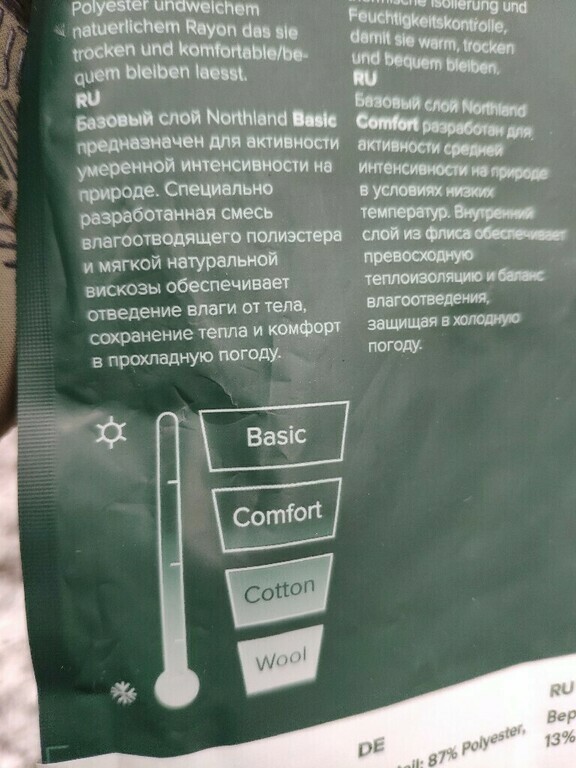 Polyester undweichem
natuerlichem Rayon das sie
trocken und komfortable/be-
quem bleiben laesst.
RU
Базовый слой Northland Basic
предназначен для активности
умеренной интенсивности на
природе. Специально
разработанная смесь
влагоотводящего полиэстера
и мягкой натуральной
вискозы обеспечивает
отведение влаги от тела,
сохранение тепла и комфорт
в прохладную погоду.
Isolierung und
Feuchtigkeitskontrolle,
damit sie warm, trocken
und bequem bleiben.
RU
Базовый слой Northland
Comfort разработан для
активности средней
интенсивности на природе
в условиях низких
температур. Внутренний
слой из флиса обеспечивает
превосходную
теплоизоляцию и баланс
влагоотведения,
защищая в холодную
погоду.
Basic
Comfort
Cotton
Wool
DE
87% Polyester,
RU
13%